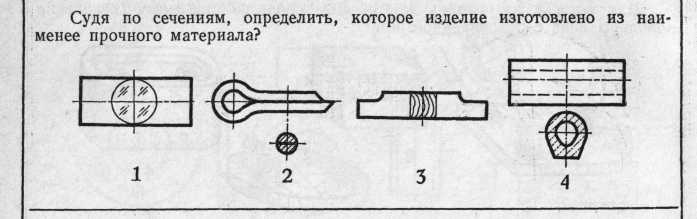 Судя по сечениям, определить, которое изделие изготовлено из наи-
менее прочного материала?
1 2 3 4